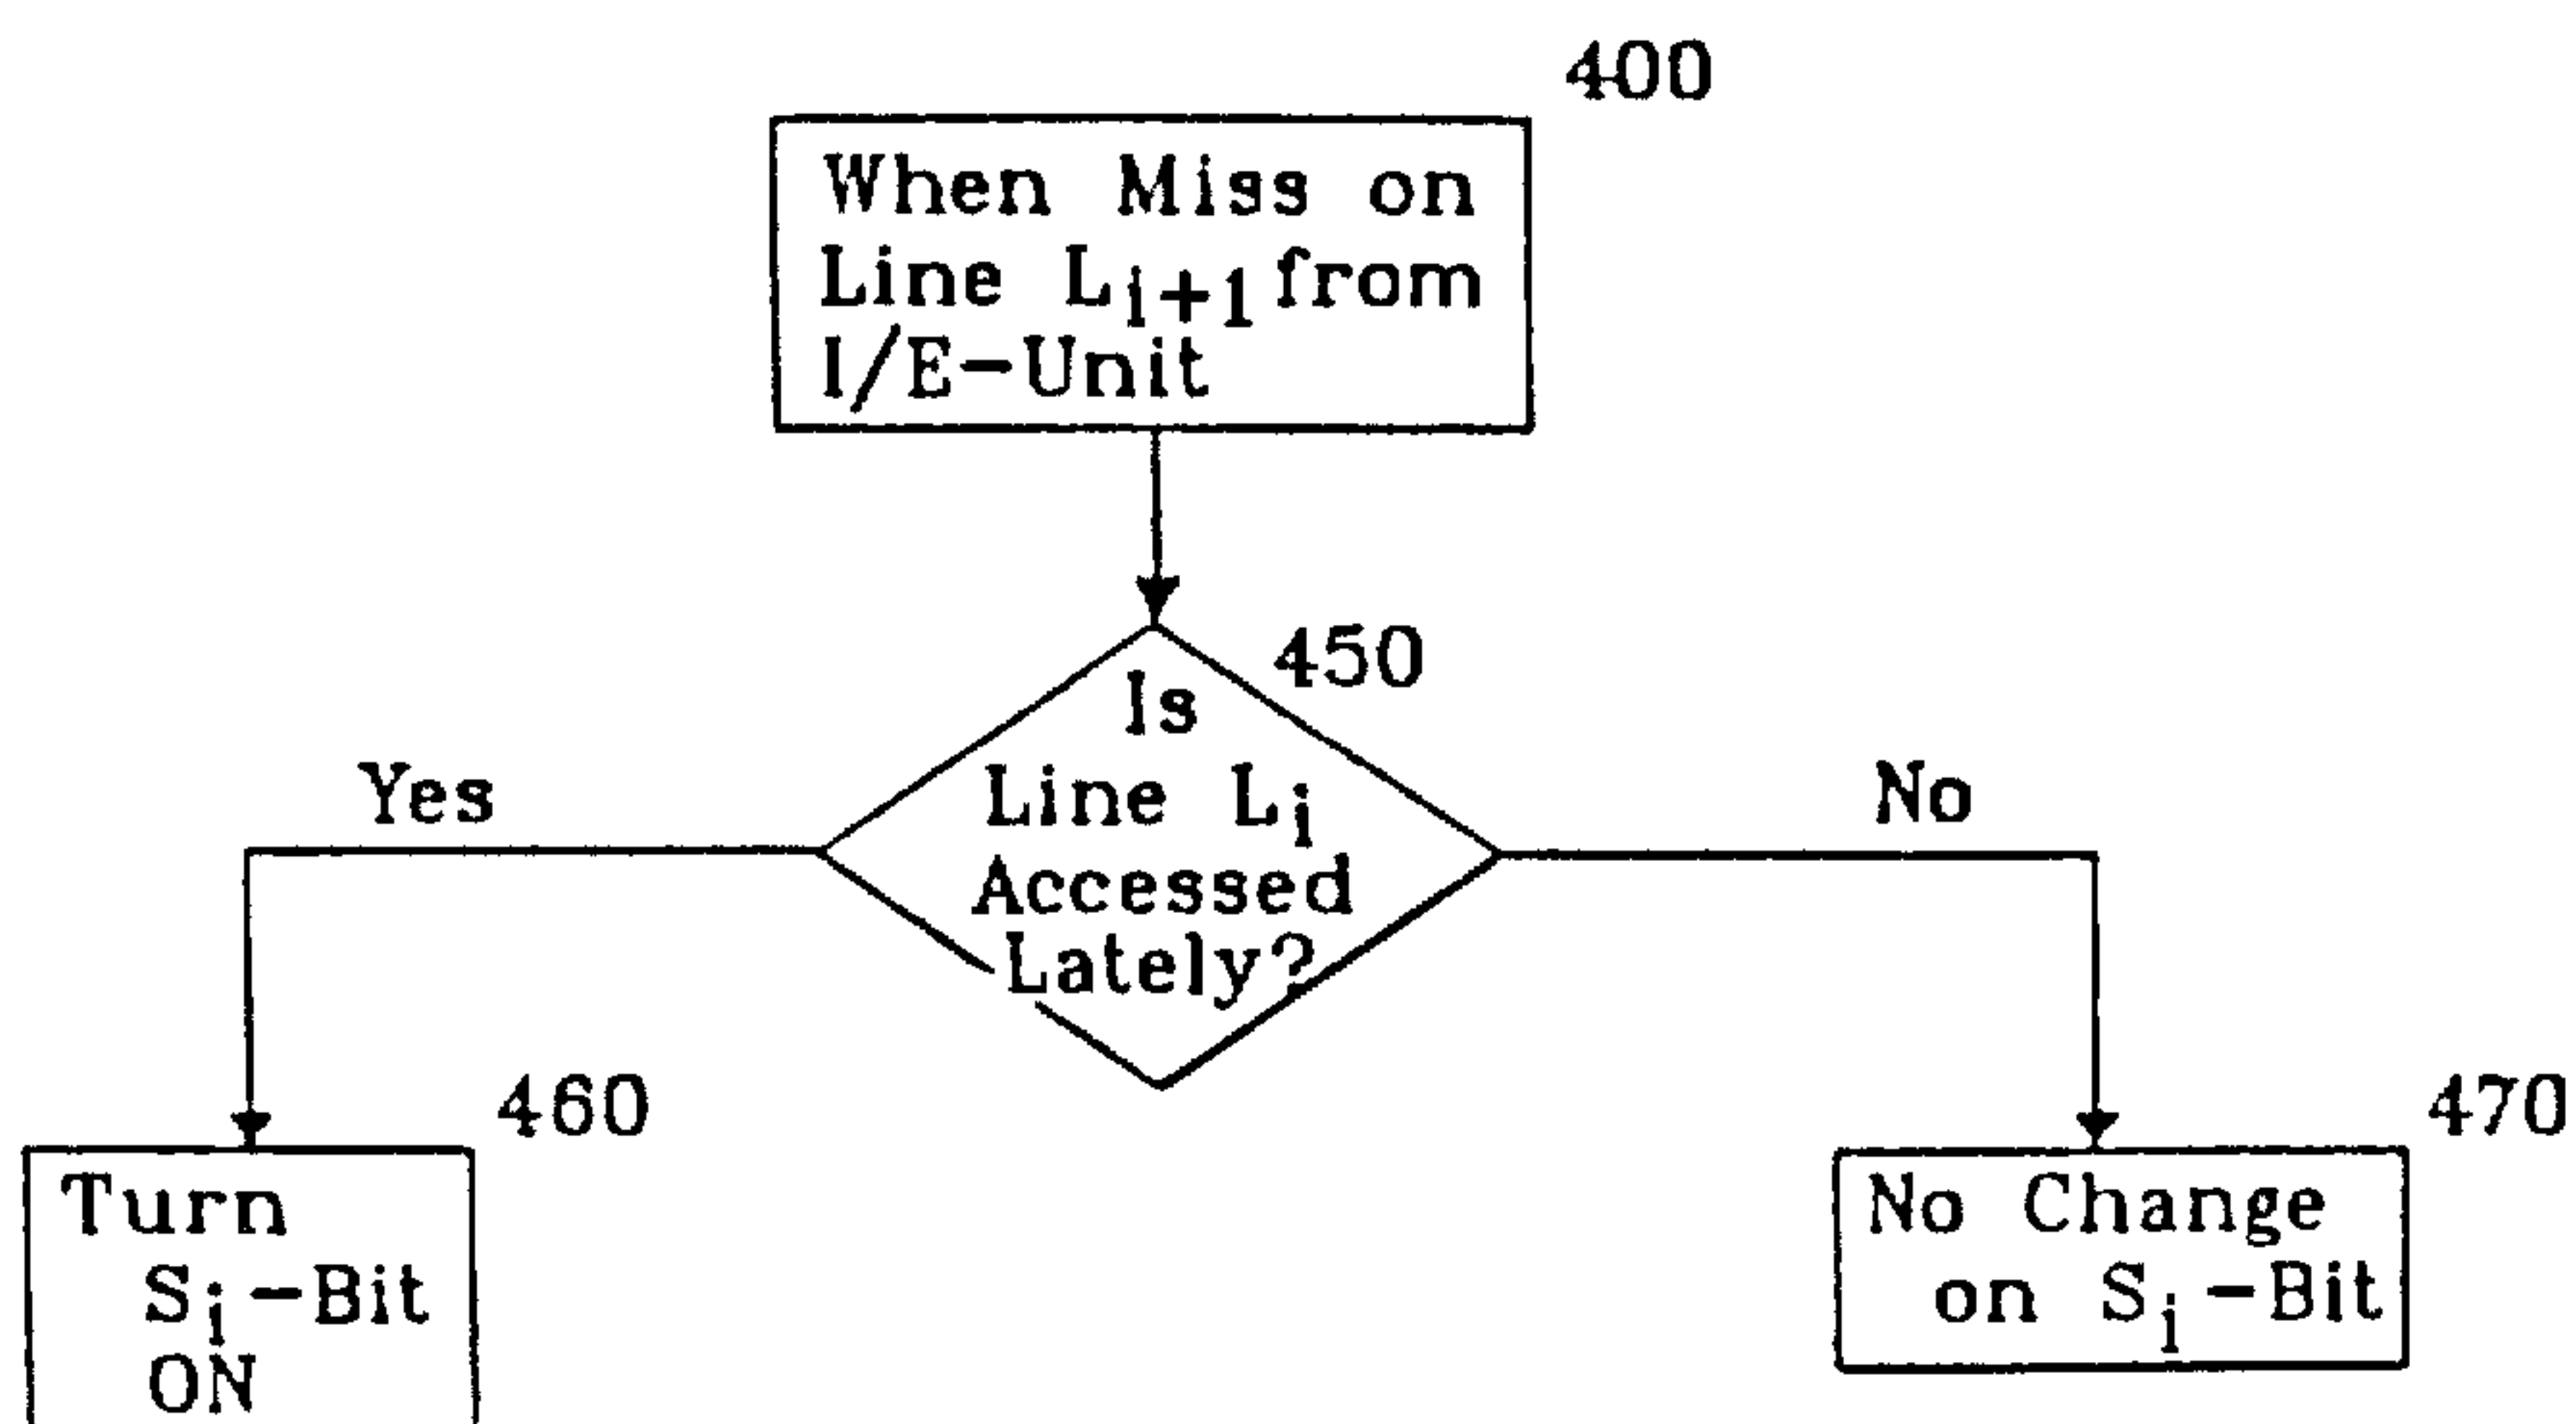 400
When Miss on
Line Li+1 from
I/E-Unit
450
Is
Line Li
Accessed
Lately?
Yes
No
460
Turn
Si-Bit
ON
470
No Change
on Si-Bit